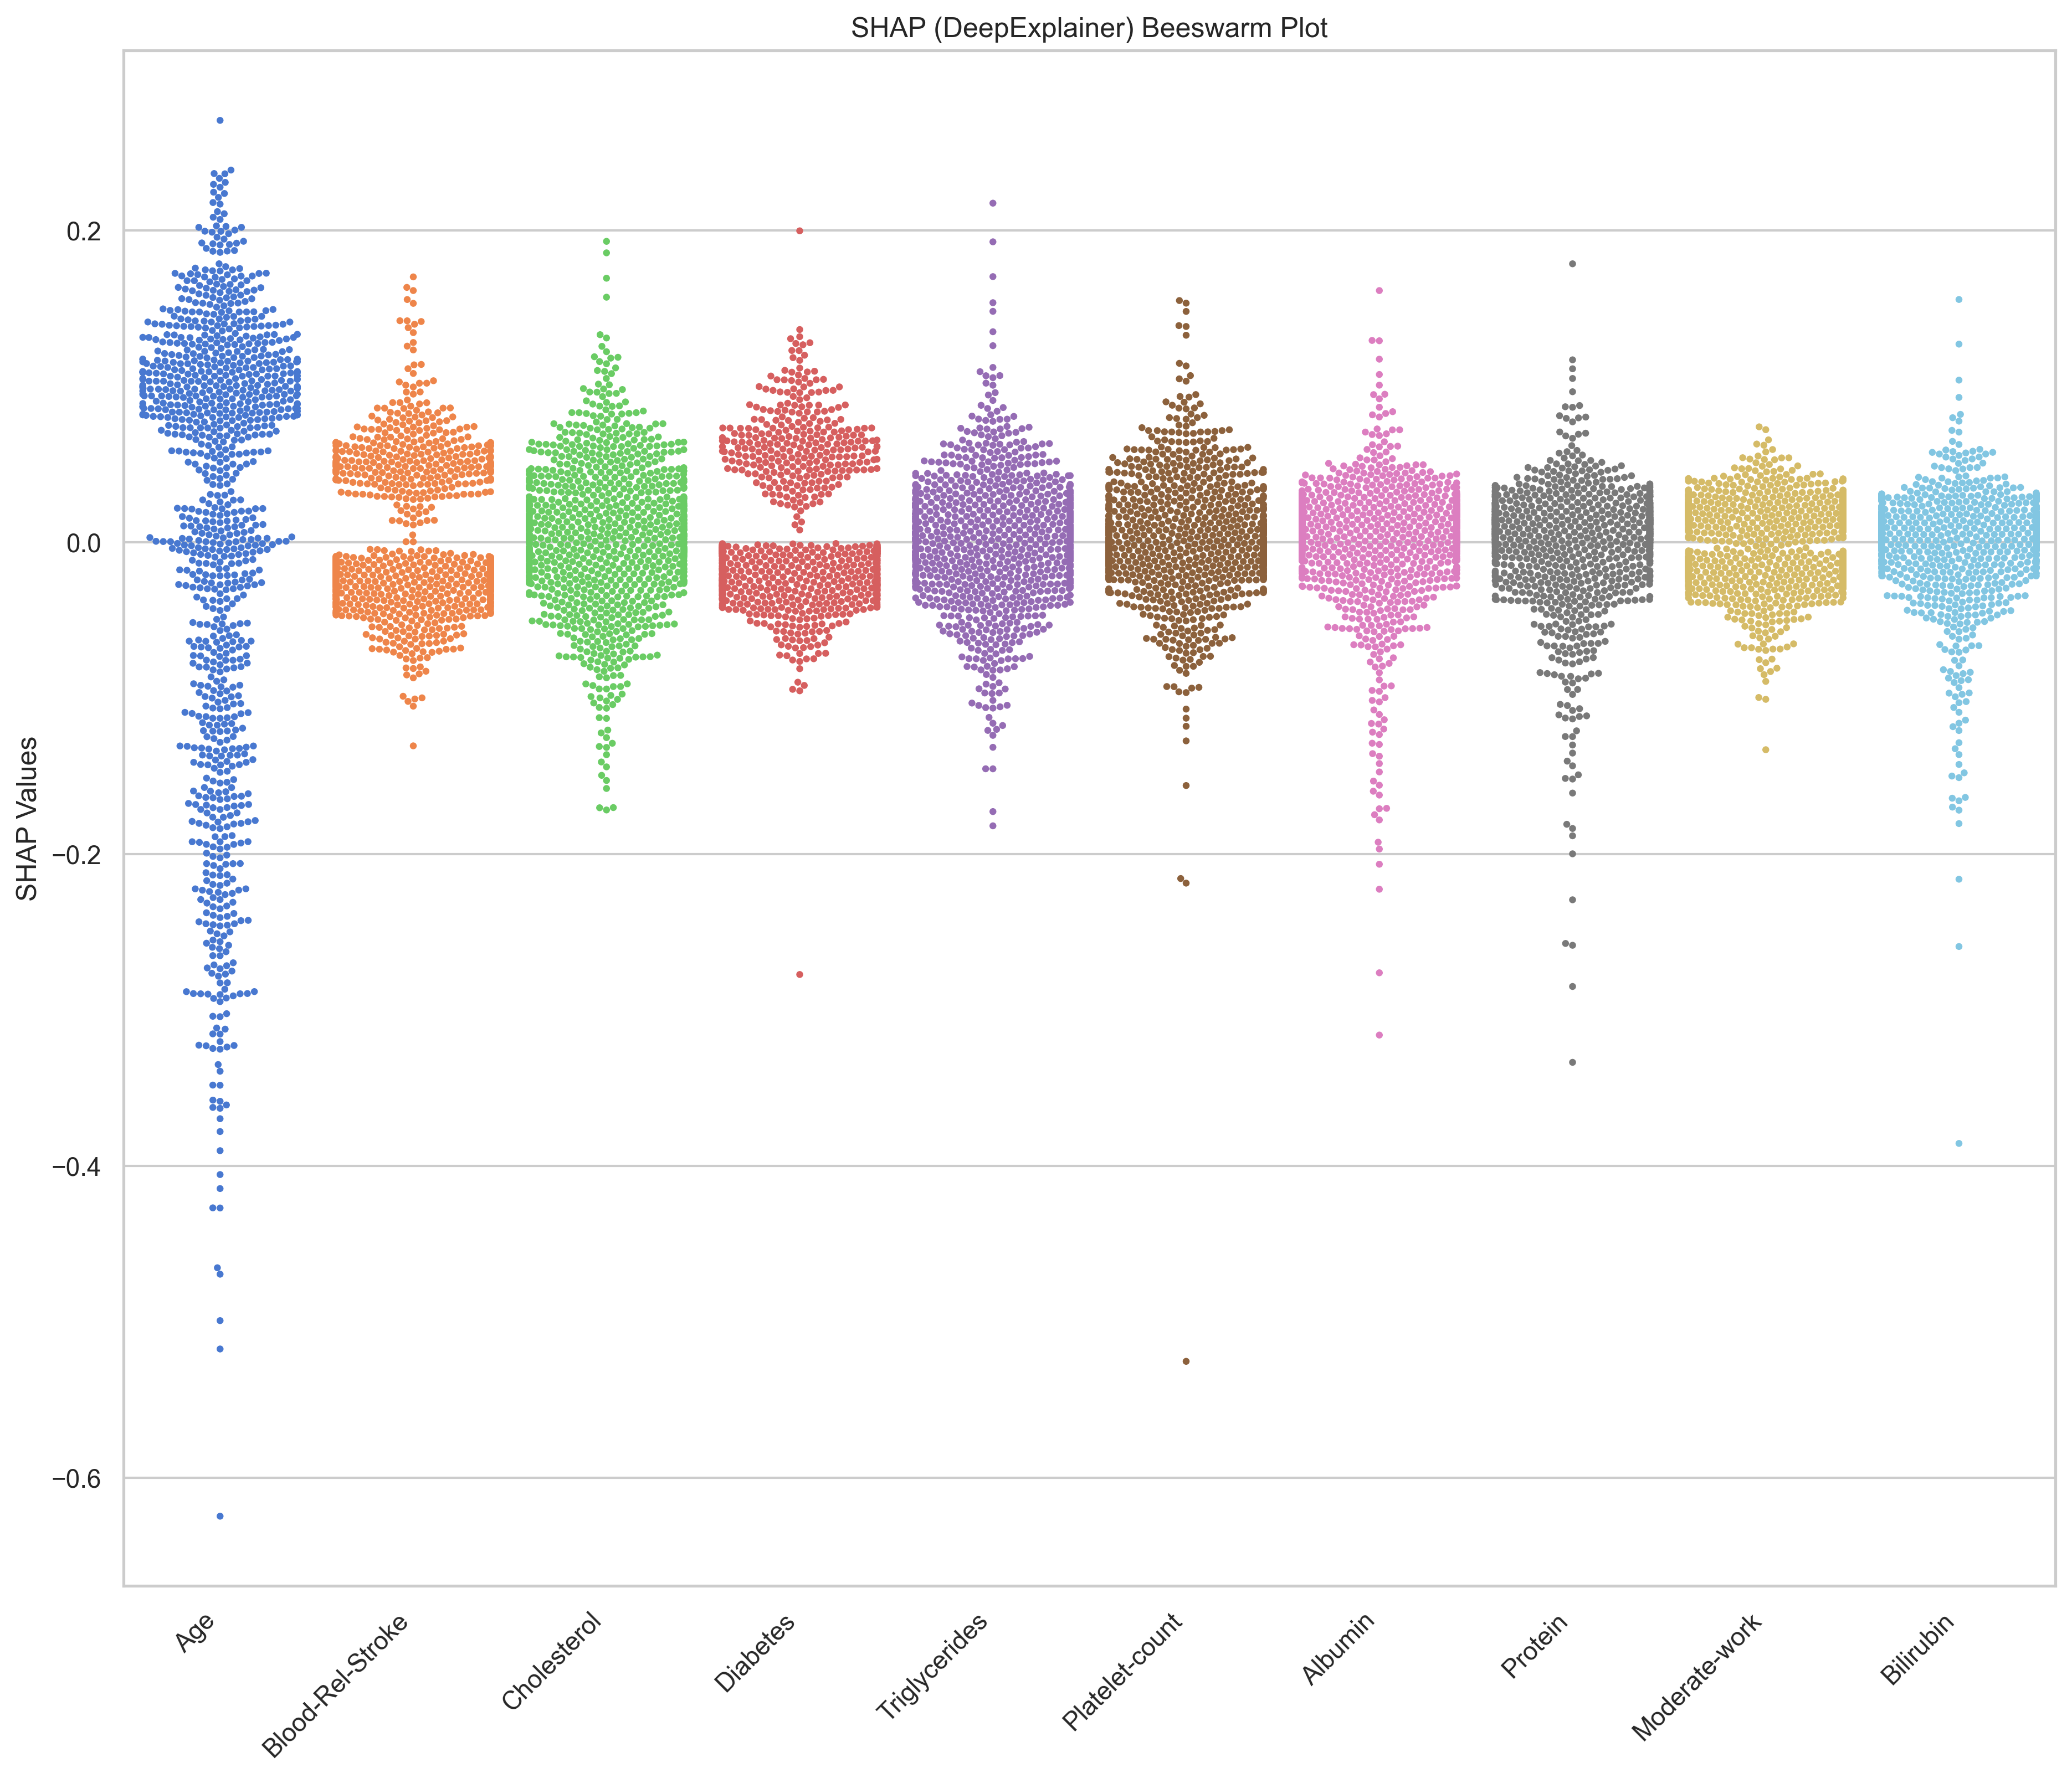 SHAP (DeepExplainer) Beeswarm Plot
SHAP Values
0.2
0.0
−0.2
−0.4
−0.6
Age
Blood-Rel-Stroke
Cholesterol
Diabetes
Triglycerides
Platelet-count
Albumin
Protein
Moderate-work
Bilirubin